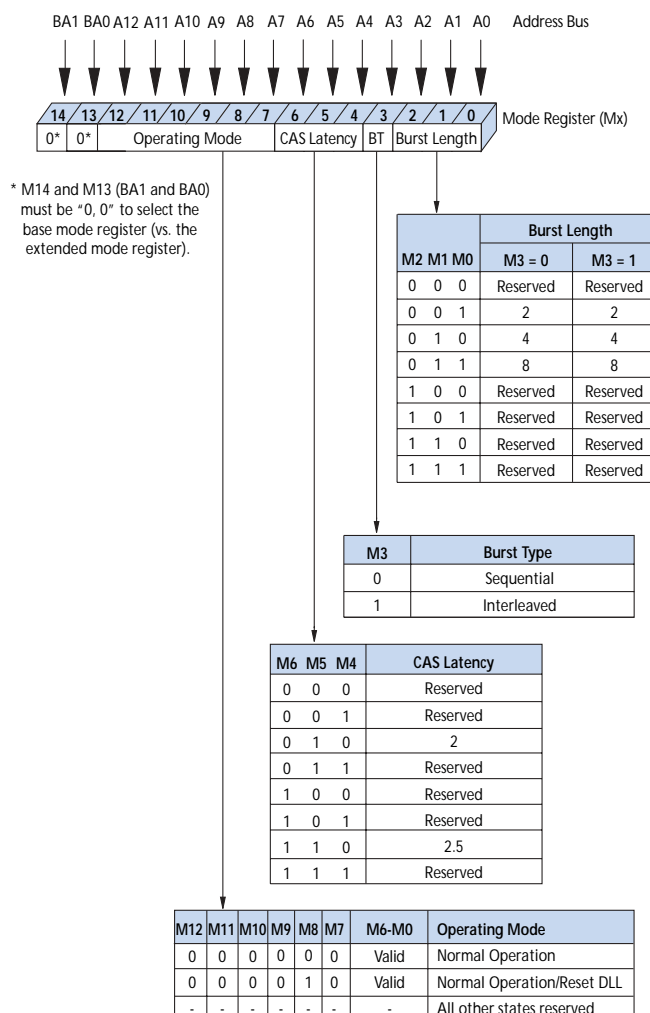 BA1 BA0 A12 A11 A10 A9 A8 A7 A6 A5 A4 A3 A2 A1 A0 Address Bus
14 13 12 11 10 9 8 7 6 5 4 3 2 1 0 Mode Register (Mx)
0* 0* Operating Mode CAS Latency BT Burst Length
* M14 and M13 (BA1 and BA0)
must be "0, 0" to select the
base mode register (vs. the
extended mode register).
Burst Length
M2 M1 M0 M3 = 0 M3 = 1
0 0 0 Reserved Reserved
0 0 1 2 2
0 1 0 4 4
0 1 1 8 8
1 0 0 Reserved Reserved
1 0 1 Reserved Reserved
1 1 0 Reserved Reserved
1 1 1 Reserved Reserved
M3 Burst Type
0 Sequential
1 Interleaved
M6 M5 M4 CAS Latency
0 0 0 Reserved
0 0 1 Reserved
0 1 0 2
0 1 1 Reserved
1 0 0 Reserved
1 0 1 Reserved
1 1 0 2.5
1 1 1 Reserved
M12 M11 M10 M9 M8 M7 M6-M0 Operating Mode
0 0 0 0 0 0 Valid Normal Operation
0 0 0 0 1 0 Valid Normal Operation/Reset DLL
- - - - - - - All other states reserved